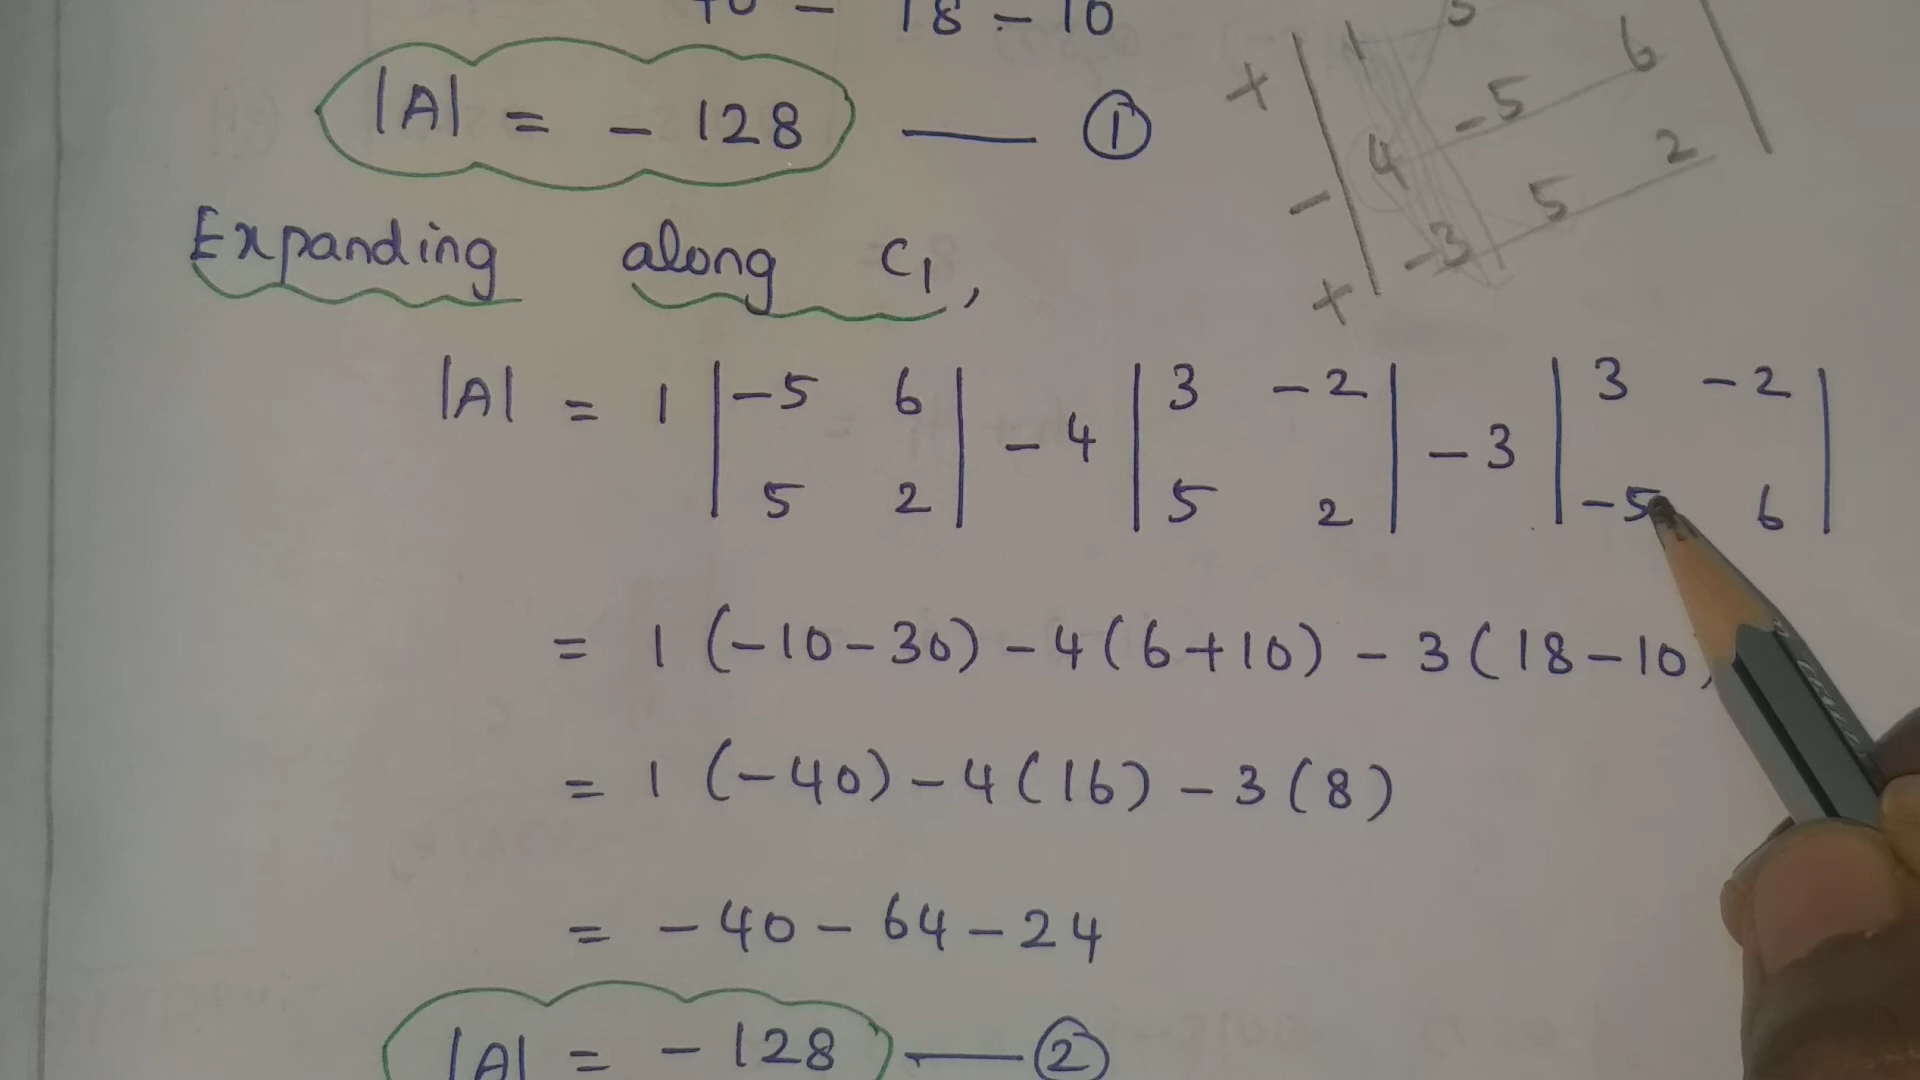 - 18 - 10
|A| = - 128 —— ①
+ | 1 3 |
4 -5 6
- 
-3 5 2
+
Expanding along C₁,
|A| = 1 | -5 6 | - 4 | 3 -2 | - 3 | 3 -2 |
| 5 2 | | 5 2 | | -5 6 |
= 1 (-10-30) - 4(6+10) - 3(18-10)
= 1 (-40) - 4(16) - 3(8)
= - 40 - 64 - 24
|A| = - 128 —— ②